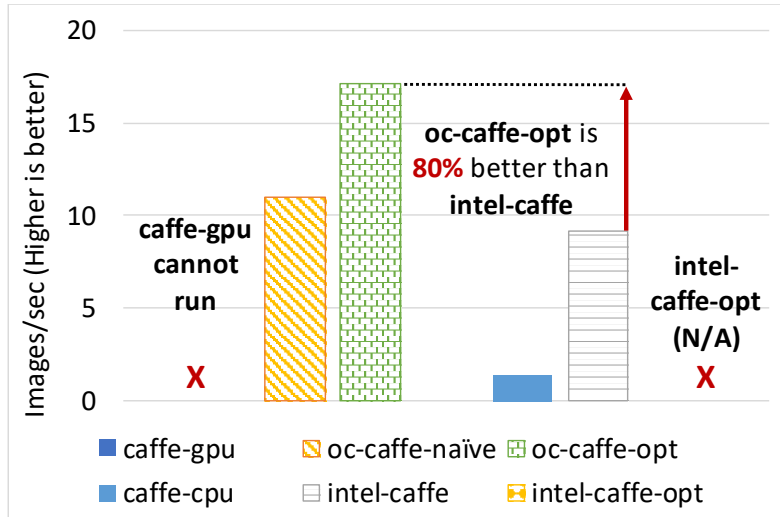 Images/sec (Higher is better)
20
15
10
5
0
caffe-gpu
cannot
run
X
oc-caffe-opt is
80% better than
intel-caffe
intel-
caffe-opt
(N/A)
X
caffe-gpu
oc-caffe-naïve
oc-caffe-opt
caffe-cpu
intel-caffe
intel-caffe-opt